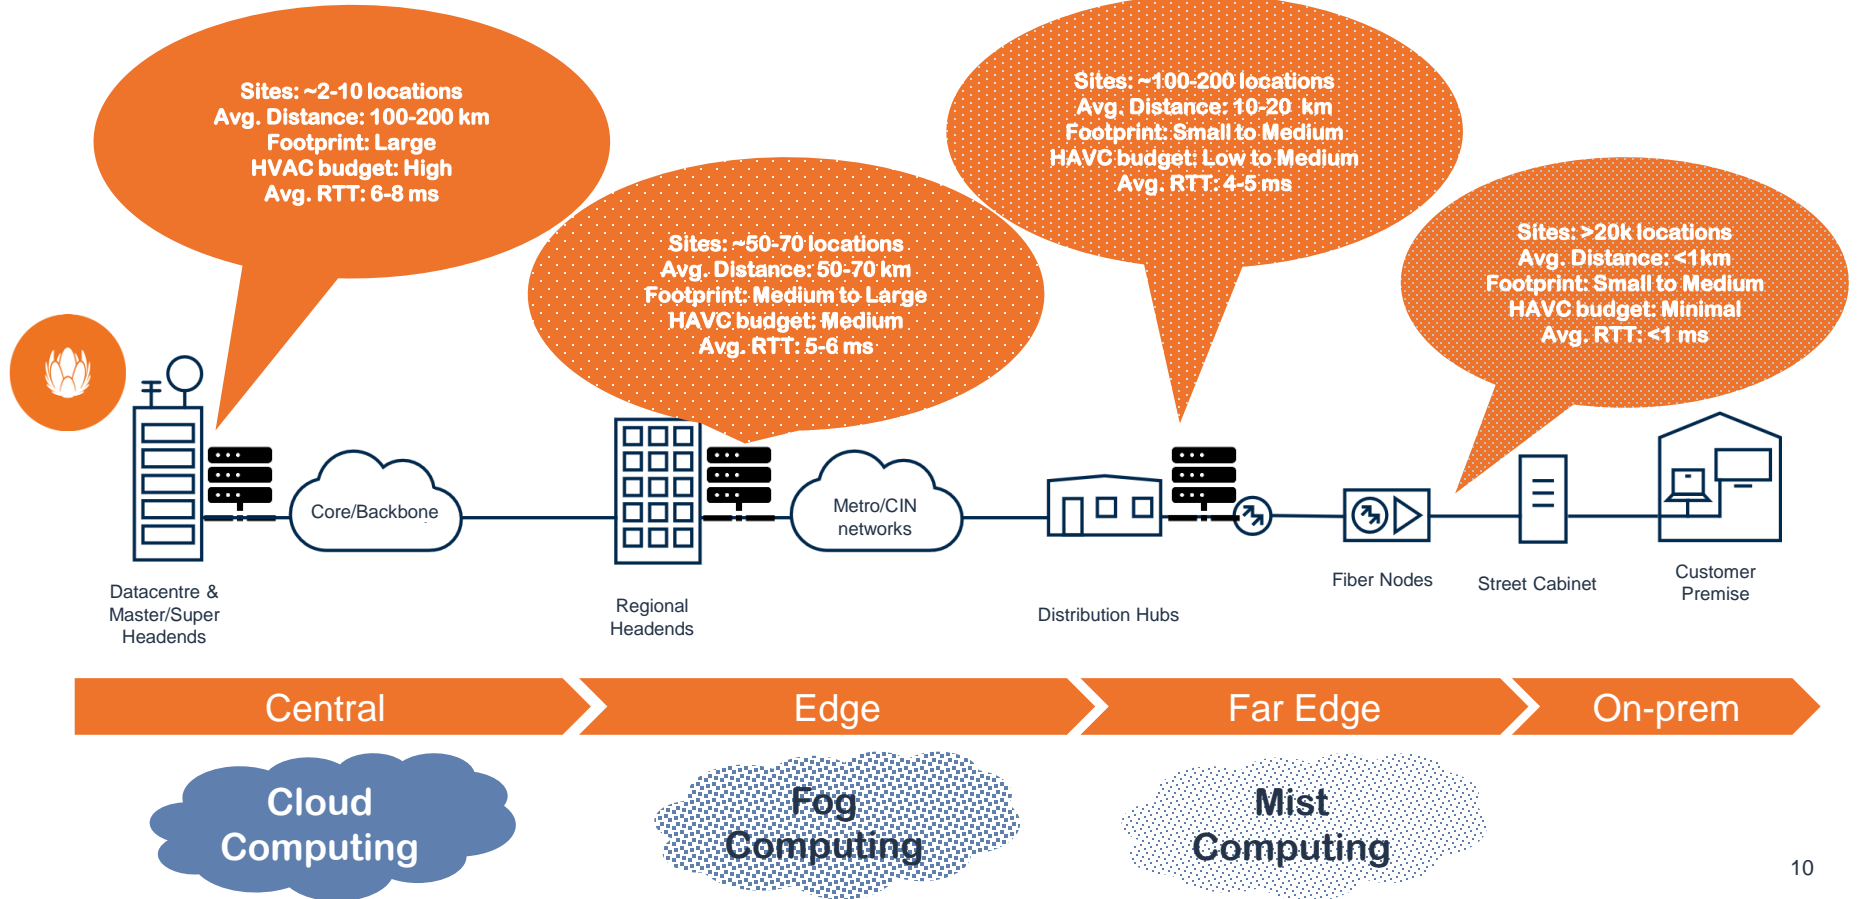 Sites: ~2-10 locations
Avg. Distance: 100-200 km
Footprint: Large
HVAC budget: High
Avg. RTT: 6-8 ms
Sites: ~50-70 locations
Avg. Distance: 50-70 km
Footprint: Medium to Large
HAVC budget: Medium
Avg. RTT: 5-6 ms
Sites: ~100-200 locations
Avg. Distance: 10-20 km
Footprint: Small to Medium
HAVC budget: Low to Medium
Avg. RTT: 4-5 ms
Sites: >20k locations
Avg. Distance: <1km
Footprint: Small to Medium
HAVC budget: Minimal
Avg. RTT: <1 ms
Core/Backbone
Metro/CIN
networks
Datacentre &
Master/Super
Headends
Regional
Headends
Distribution Hubs
Fiber Nodes
Street Cabinet
Customer
Premise
Central
Edge
Far Edge
On-prem
Cloud
Computing
Fog
Computing
Mist
Computing
10